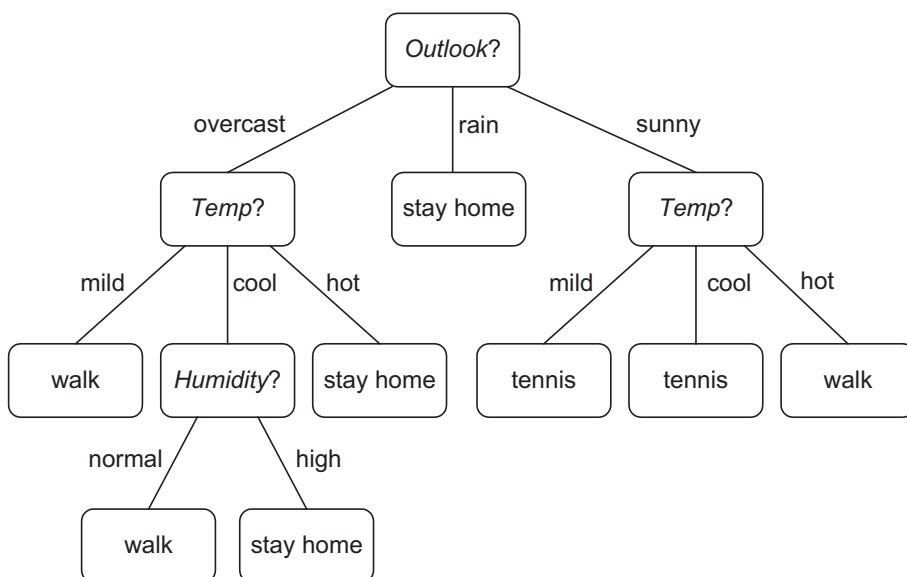 Outlook?
overcast
rain
sunny
Temp?
stay home
Temp?
mild
cool
hot
mild
cool
hot
walk
Humidity?
stay home
tennis
tennis
walk
normal
high
walk
stay home